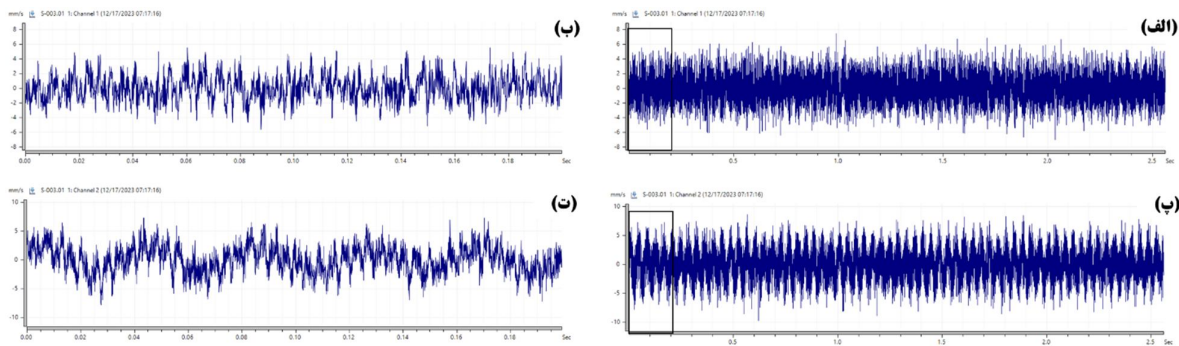 mm/s S-003.01 1: Channel 1 (12/17/2023 07:17:16)
(ب)
8
6
4
2
0
-2
-4
-6
-8
0.00 0.02 0.04 0.06 0.08 0.10 0.12 0.14 0.16 0.18 Sec
mm/s S-003.01 1: Channel 1 (12/17/2023 07:17:16)
(الف)
8
6
4
2
0
-2
-4
-6
-8
0.5 1.0 1.5 2.0 2.5 Sec
mm/s S-003.01 1: Channel 2 (12/17/2023 07:17:16)
(ت)
10
5
0
-5
-10
0.00 0.02 0.04 0.06 0.08 0.10 0.12 0.14 0.16 0.18 Sec
mm/s S-003.01 1: Channel 2 (12/17/2023 07:17:16)
(پ)
10
5
0
-5
-10
0.5 1.0 1.5 2.0 2.5 Sec